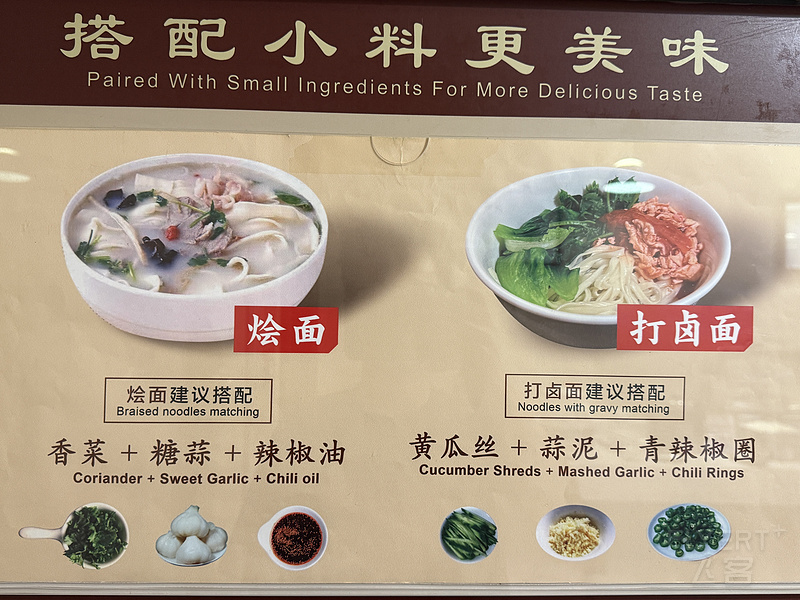 搭配小料更美味
Paired With Small Ingredients For More Delicious Taste
烩面
打卤面
烩面建议搭配
Braised noodles matching
打卤面建议搭配
Noodles with gravy matching
香菜+糖蒜+辣椒油
Coriander + Sweet Garlic + Chili oil
黄瓜丝+蒜泥+青辣椒圈
Cucumber Shreds + Mashed Garlic + Chili Rings